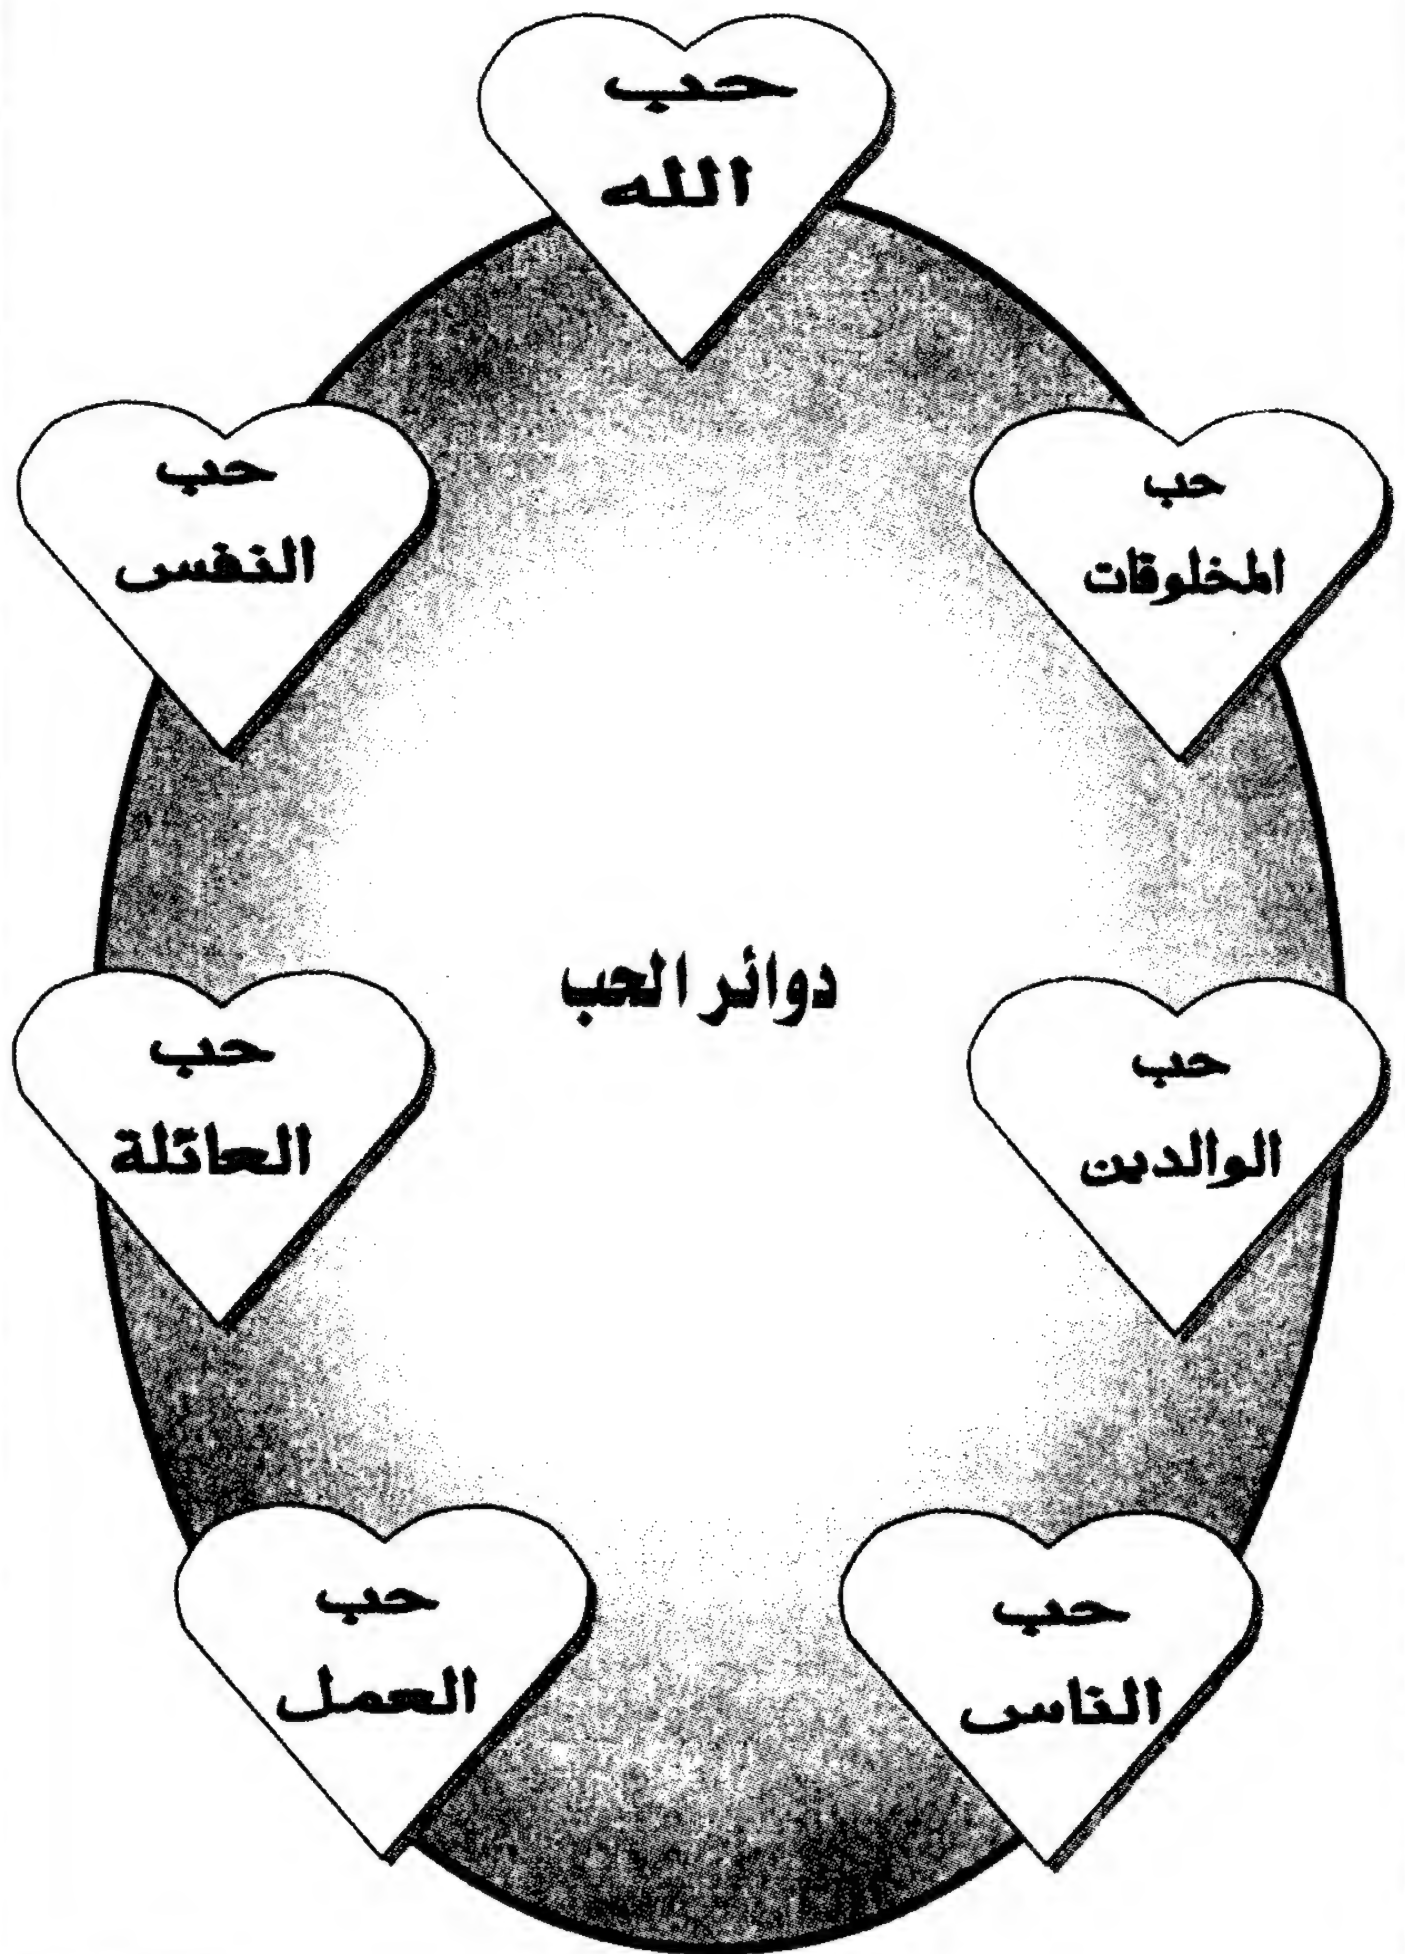 حب
الله
حب
المخلوقات
حب
النفس
دوائر الحب
حب
الوالدين
حب
العائلة
حب
الناس
حب
العمل